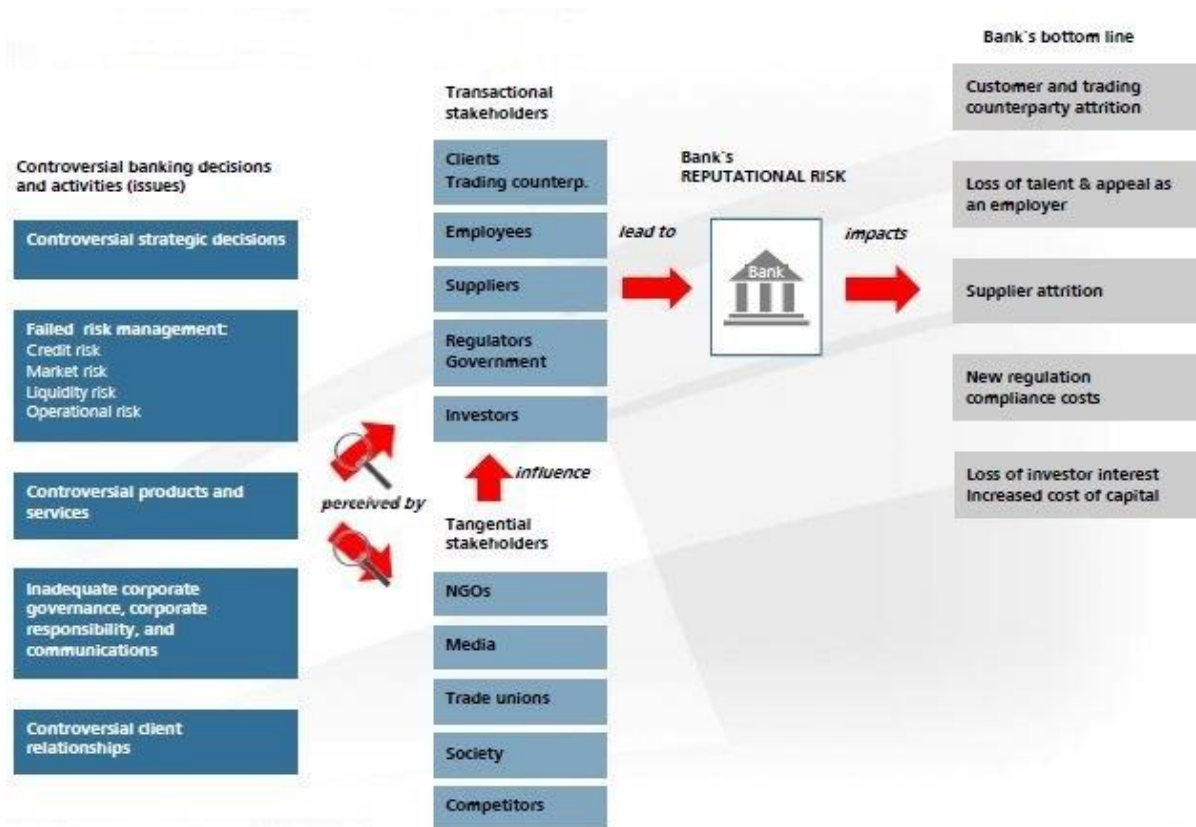 Controversial banking decisions
and activities (issues)
Controversial strategic decisions
Failed risk management:
Credit risk
Market risk
Liquidity risk
Operational risk
Controversial products and
services
Inadequate corporate
governance, corporate
responsibility, and
communications
Controversial client
relationships
perceived by
Transactional
stakeholders
Clients
Trading counterp.
Employees
Suppliers
Regulators
Government
Investors
influence
Tangential
stakeholders
NGOs
Media
Trade unions
Society
Competitors
lead to
Bank's
REPUTATIONAL RISK
Bank
impacts
Bank's bottom line
Customer and trading
counterparty attrition
Loss of talent & appeal as
an employer
Supplier attrition
New regulation
compliance costs
Loss of investor interest
Increased cost of capital